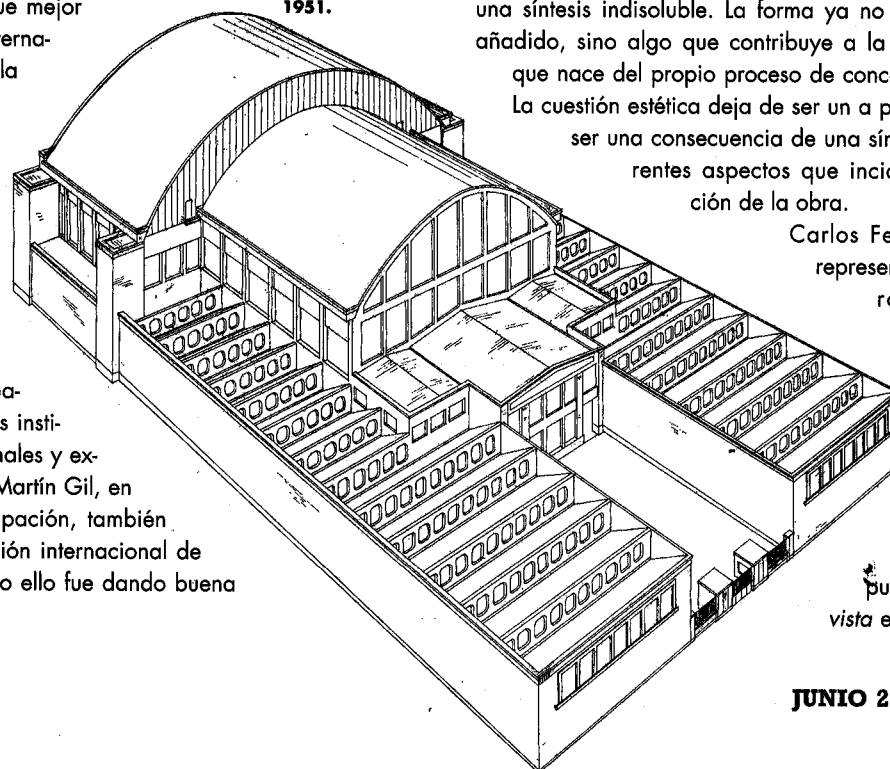 ue mejor
terna-
la
a-
s insti-
nales y ex-
Martín Gil, en
pación, también
ión internacional de
o ello fue dando buena
1951.
una síntesis indisoluble. La forma ya no
añadido, sino algo que contribuye a la
que nace del propio proceso de conc
La cuestión estética deja de ser un a p
ser una consecuencia de una sín
rentes aspectos que incid
ción de la obra.
Carlos Fe
represen
ra
pu
vista e
JUNIO 2